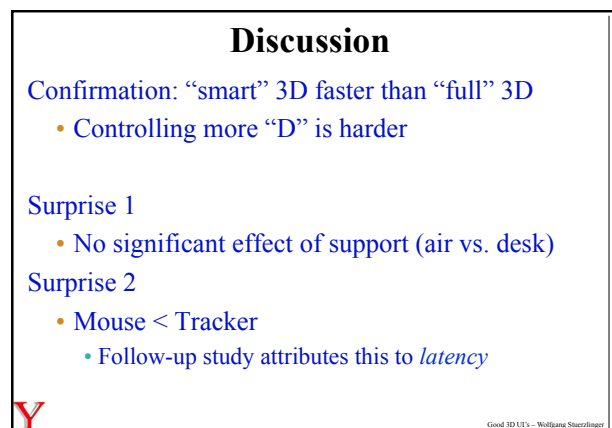 Discussion
Confirmation: “smart” 3D faster than “full” 3D
• Controlling more “D” is harder
Surprise 1
• No significant effect of support (air vs. desk)
Surprise 2
• Mouse < Tracker
• Follow-up study attributes this to latency
Y
Good 3D UI's – Wolfgang Stuerzlinger